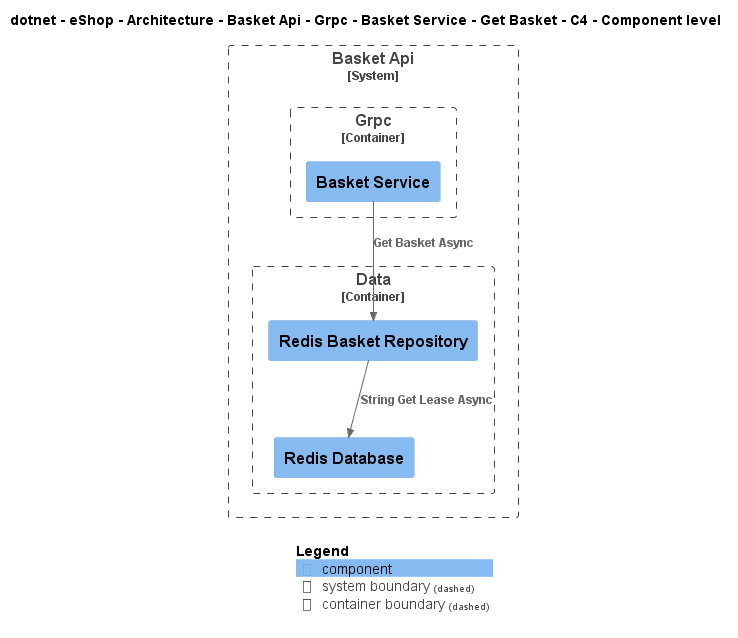 dotnet - eShop - Architecture - Basket Api - Grpc - Basket Service - Get Basket - C4 - Component level
Basket Api
[System]
Grpc
[Container]
Basket Service
Get Basket Async
Data
[Container]
Redis Basket Repository
String Get Lease Async
Redis Database
Legend
component
system boundary (dashed)
container boundary (dashed)